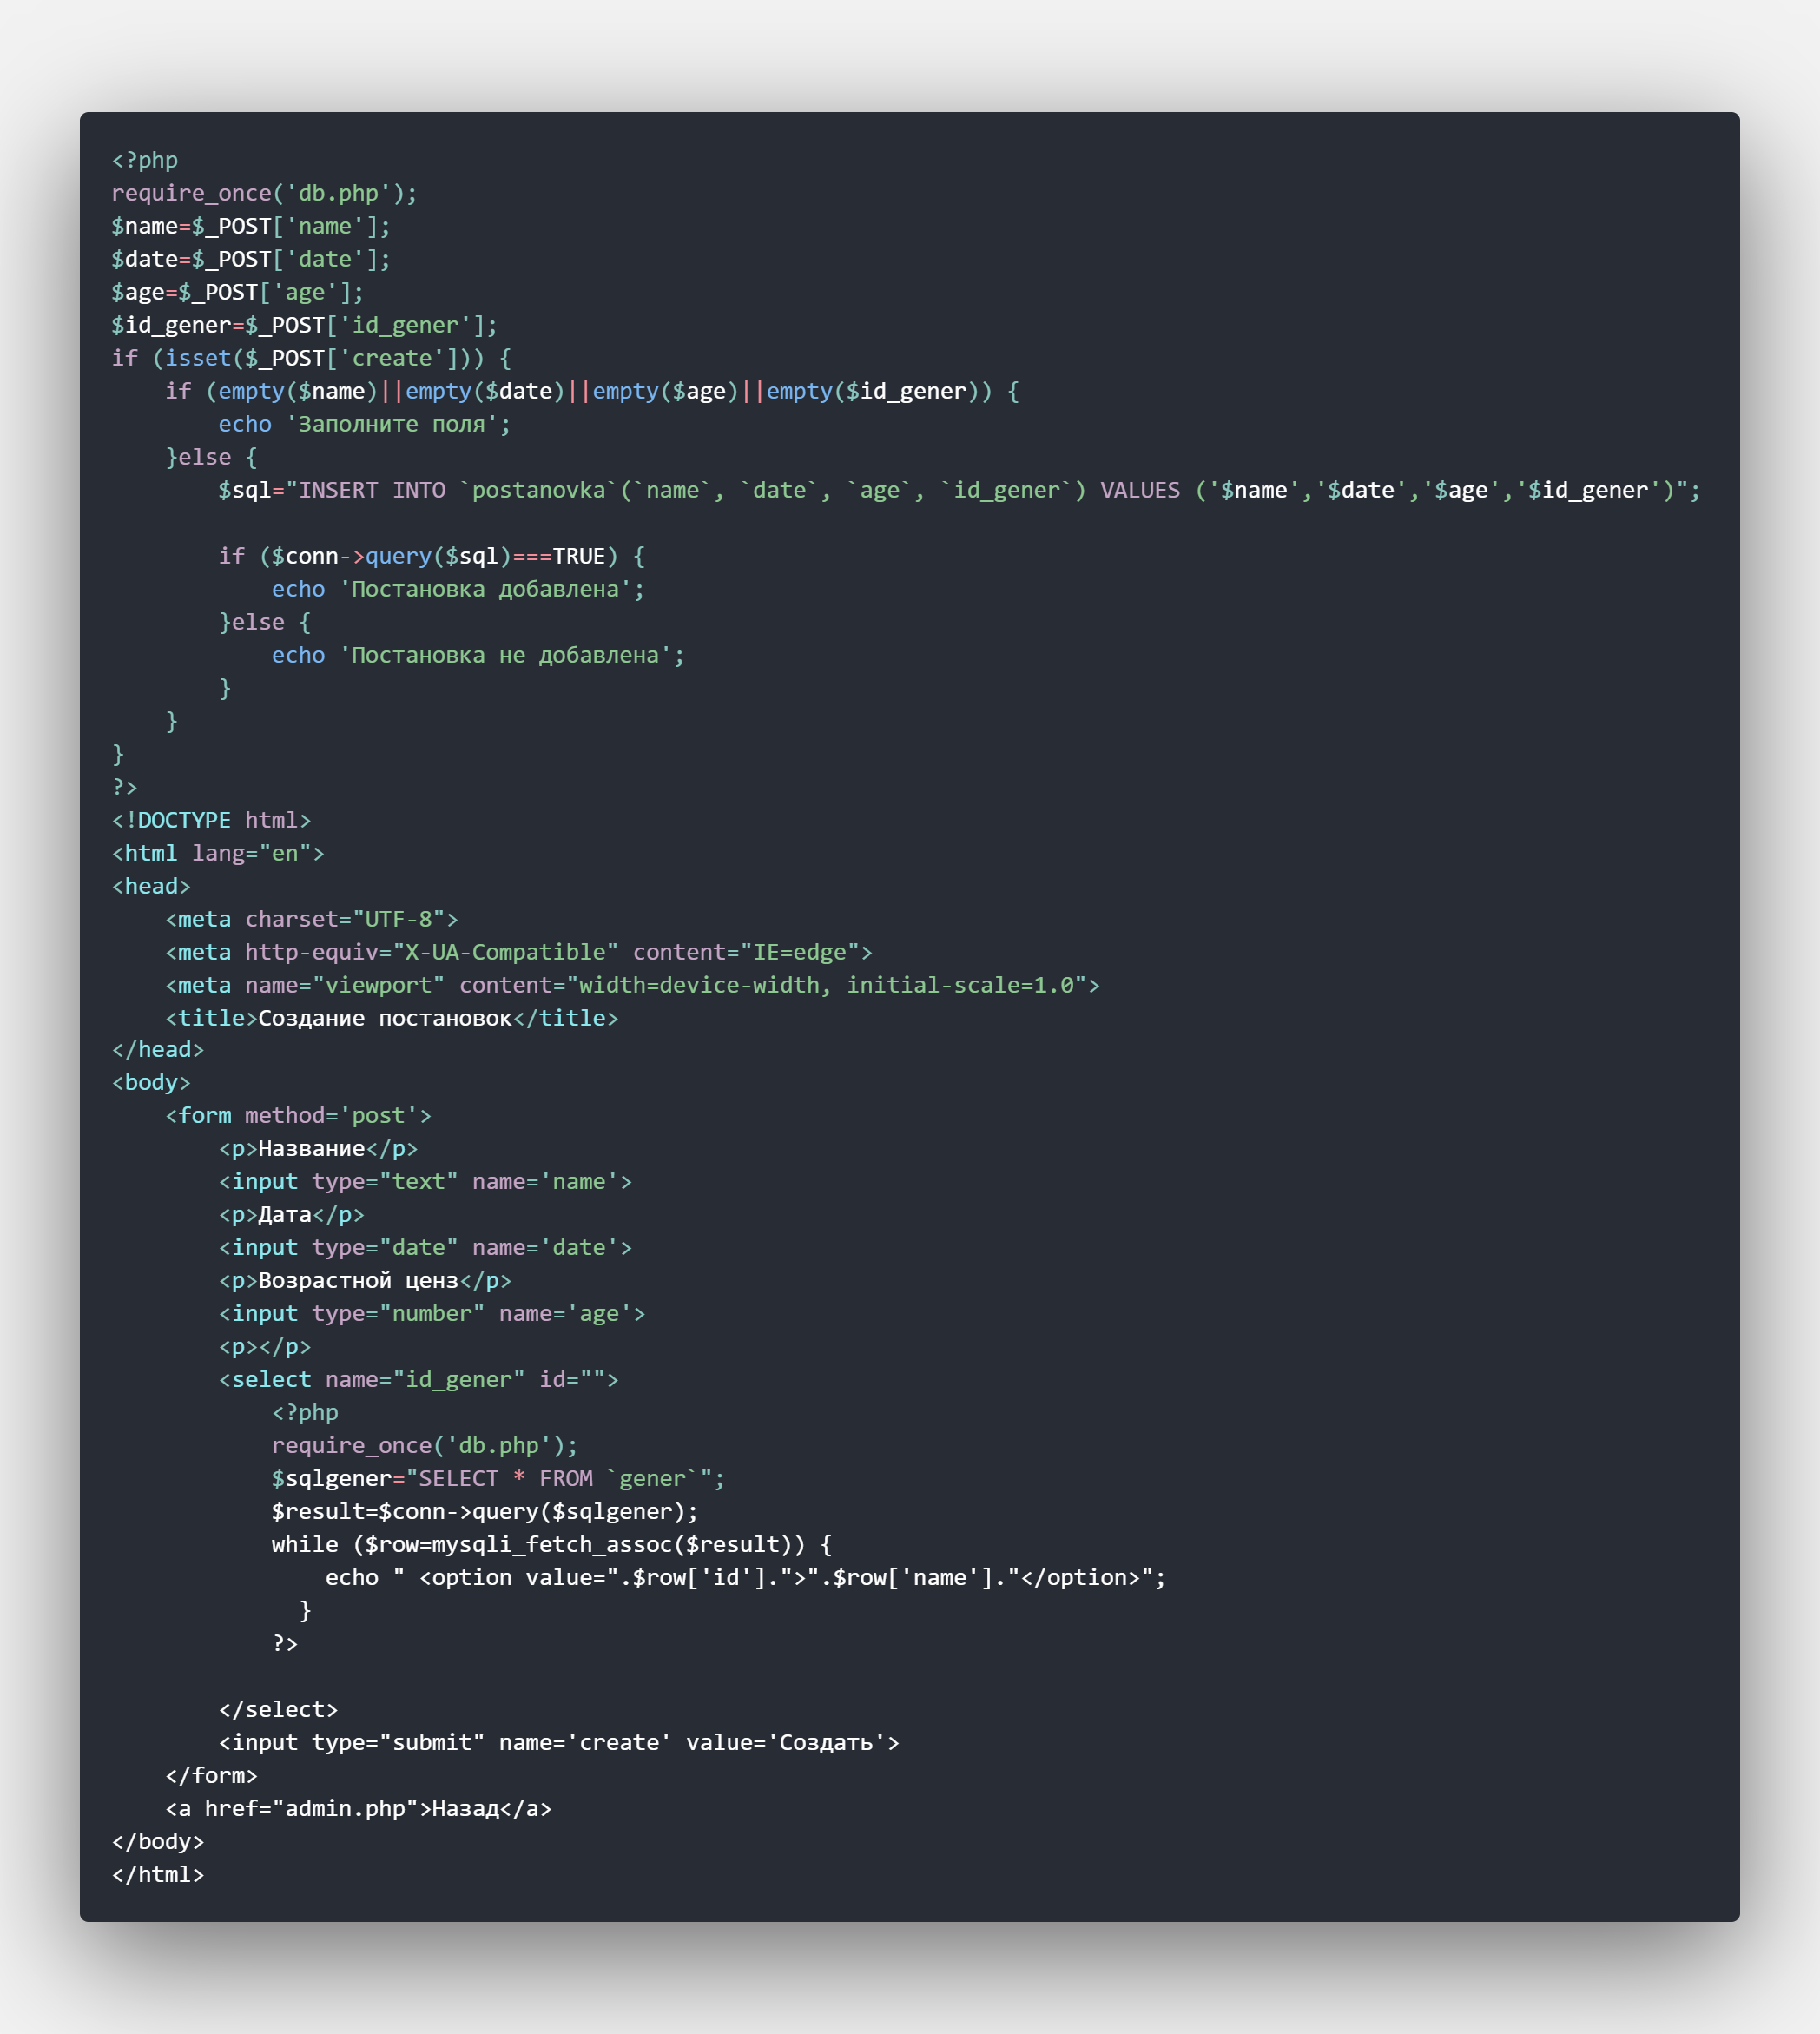 <?php
require_once('db.php');
$name=$_POST['name'];
$date=$_POST['date'];
$age=$_POST['age'];
$id_gener=$_POST['id_gener'];
if (isset($_POST['create'])) {
    if (empty($name)||empty($date)||empty($age)||empty($id_gener)) {
        echo 'Заполните поля';
    }else {
        $sql="INSERT INTO `postanovka`(`name`, `date`, `age`, `id_gener`) VALUES ('$name','$date','$age','$id_gener')";

        if ($conn->query($sql)===TRUE) {
            echo 'Постановка добавлена';
        }else {
            echo 'Постановка не добавлена';
        }
    }
}
?>
<!DOCTYPE html>
<html lang="en">
<head>
    <meta charset="UTF-8">
    <meta http-equiv="X-UA-Compatible" content="IE=edge">
    <meta name="viewport" content="width=device-width, initial-scale=1.0">
    <title>Создание постановок</title>
</head>
<body>
    <form method='post'>
        <p>Название</p>
        <input type="text" name='name'>
        <p>Дата</p>
        <input type="date" name='date'>
        <p>Возрастной ценз</p>
        <input type="number" name='age'>
        <p></p>
        <select name="id_gener" id="">
            <?php
            require_once('db.php');
            $sqlgener="SELECT * FROM `gener`";
            $result=$conn->query($sqlgener);
            while ($row=mysqli_fetch_assoc($result)) {
                echo " <option value=".$row['id'].">".$row['name']."</option>";
              }
            ?>

        </select>
        <input type="submit" name='create' value='Создать'>
    </form>
    <a href="admin.php">Назад</a>
</body>
</html>